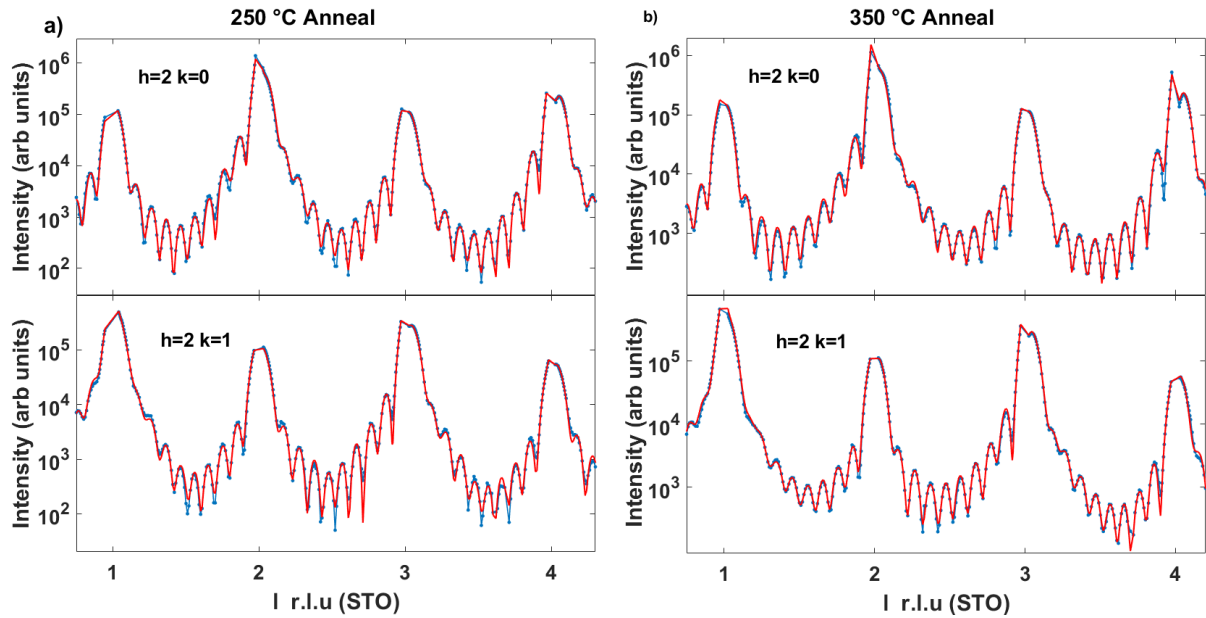 a) 250 °C Anneal
h=2 k=0
10^6
10^5
10^4
10^3
10^2
Intensity (arb units)
h=2 k=1
10^5
10^4
10^3
10^2
Intensity (arb units)
1 2 3 4
l r.l.u (STO)
b) 350 °C Anneal
h=2 k=0
10^6
10^5
10^4
10^3
Intensity (arb units)
h=2 k=1
10^5
10^4
10^3
Intensity (arb units)
1 2 3 4
l r.l.u (STO)